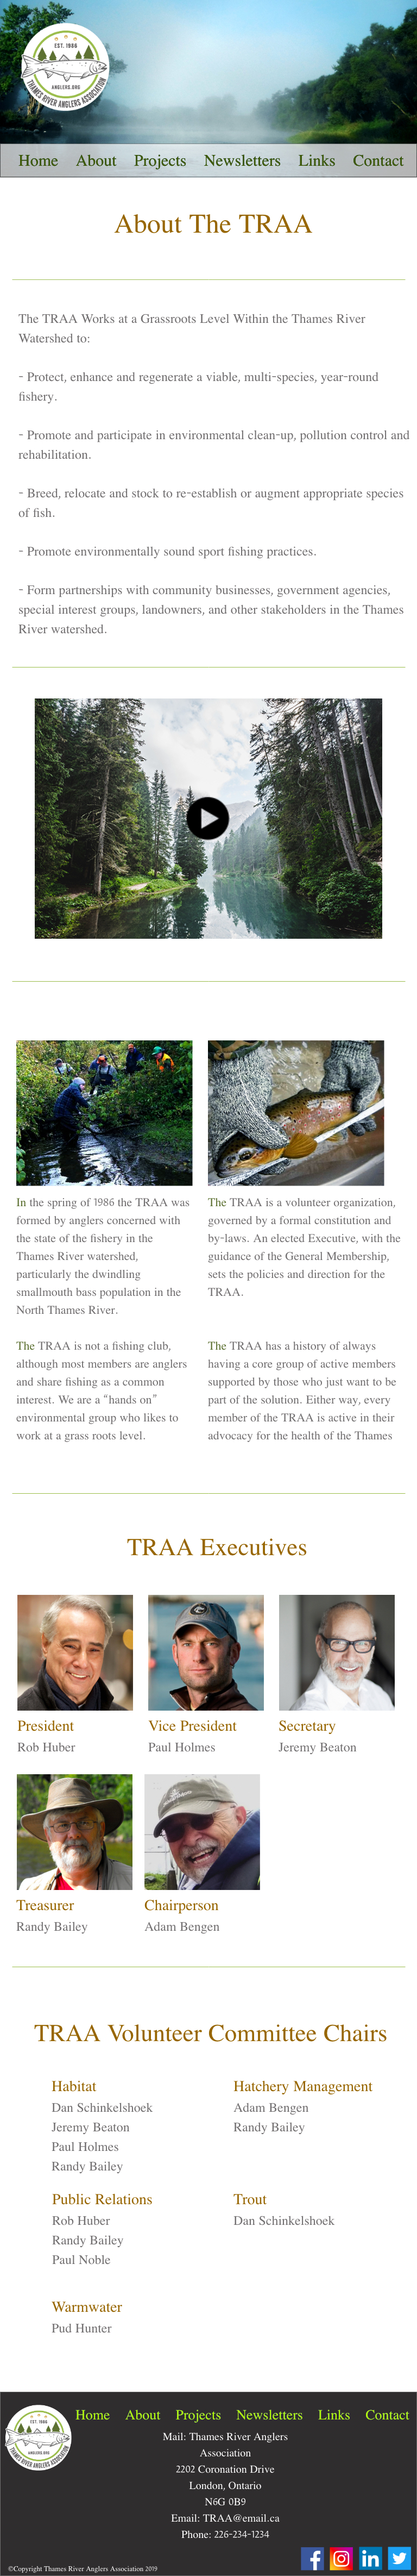 EST. 1986
ANGLERS.ORG
THAMES RIVER ANGLERS ASSOCIATION
Home About Projects Newsletters Links Contact
About The TRAA
The TRAA Works at a Grassroots Level Within the Thames River
Watershed to:
- Protect, enhance and regenerate a viable, multi-species, year-round
fishery.
- Promote and participate in environmental clean-up, pollution control and
rehabilitation.
- Breed, relocate and stock to re-establish or augment appropriate species
of fish.
- Promote environmentally sound sport fishing practices.
- Form partnerships with community businesses, government agencies,
special interest groups, landowners, and other stakeholders in the Thames
River watershed.
In the spring of 1986 the TRAA was
formed by anglers concerned with
the state of the fishery in the
Thames River watershed,
particularly the dwindling
smallmouth bass population in the
North Thames River.
The TRAA is not a fishing club,
although most members are anglers
and share fishing as a common
interest. We are a “hands on”
environmental group who likes to
work at a grass roots level.
The TRAA is a volunteer organization,
governed by a formal constitution and
by-laws. An elected Executive, with the
guidance of the General Membership,
sets the policies and direction for the
TRAA.
The TRAA has a history of always
having a core group of active members
supported by those who just want to be
part of the solution. Either way, every
member of the TRAA is active in their
advocacy for the health of the Thames
TRAA Executives
President
Rob Huber
Vice President
Paul Holmes
Secretary
Jeremy Beaton
Treasurer
Randy Bailey
Chairperson
Adam Bengen
TRAA Volunteer Committee Chairs
Habitat
Dan Schinkelshoek
Jeremy Beaton
Paul Holmes
Randy Bailey
Hatchery Management
Adam Bengen
Randy Bailey
Public Relations
Rob Huber
Randy Bailey
Paul Noble
Trout
Dan Schinkelshoek
Warmwater
Pud Hunter
EST. 1986
ANGLERS.ORG
THAMES RIVER ANGLERS ASSOCIATION
Home About Projects Newsletters Links Contact
Mail: Thames River Anglers
Association
2202 Coronation Drive
London, Ontario
N6G 0B9
Email: TRAA@email.ca
Phone: 226-234-1234
©Copyright Thames River Anglers Association 2019